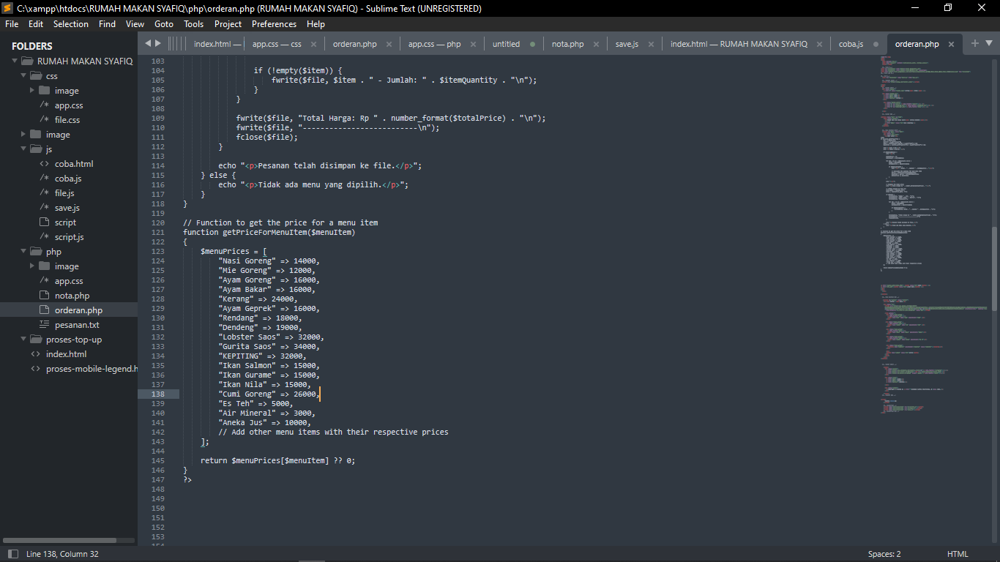 C:\xampp\htdocs\RUMAH MAKAN SYAFIQ\php\orderan.php (RUMAH MAKAN SYAFIQ) - Sublime Text (UNREGISTERED)
File Edit Selection Find View Goto Tools Project Preferences Help
FOLDERS
RUMAH MAKAN SYAFIQ
css
image
/* app.css
/* file.css
image
js
<> coba.html
/* coba.js
/* file.js
/* save.js
script
/* script.js
php
image
/* app.css
nota.php
orderan.php
pesanan.txt
proses-top-up
<> index.html
<> proses-mobile-legend.h
index.html — app.css — css × orderan.php × app.css — php × untitled nota.php × save.js × index.html — RUMAH MAKAN SYAFIQ × coba.js orderan.php ×
103
104 if (!empty($item)) {
105 fwrite($file, $item . " - Jumlah: " . $itemQuantity . "\n");
106 }
107 }
108
109 fwrite($file, "Total Harga: Rp " . number_format($totalPrice) . "\n");
110 fwrite($file, "--------------------------\n");
111 fclose($file);
112 }
113
114 echo "<p>Pesanan telah disimpan ke file.</p>";
115 } else {
116 echo "<p>Tidak ada menu yang dipilih.</p>";
117 }
118 }
119
120 // Function to get the price for a menu item
121 function getPriceForMenuItem($menuItem)
122 {
123 $menuPrices = [
124 "Nasi Goreng" => 14000,
125 "Mie Goreng" => 12000,
126 "Ayam Goreng" => 16000,
127 "Ayam Bakar" => 16000,
128 "Kerang" => 24000,
129 "Ayam Geprek" => 16000,
130 "Rendang" => 18000,
131 "Dendeng" => 19000,
132 "Lobster Saos" => 32000,
133 "Gurita Saos" => 34000,
134 "KEPITING" => 32000,
135 "Ikan Salmon" => 15000,
136 "Ikan Gurame" => 15000,
137 "Ikan Nila" => 15000,
138 "Cumi Goreng" => 26000,
139 "Es Teh" => 5000,
140 "Air Mineral" => 3000,
141 "Aneka Jus" => 10000,
142 // Add other menu items with their respective prices
143 ];
144
145 return $menuPrices[$menuItem] ?? 0;
146 }
147 ?>
148
149
150
151
152
153
Line 138, Column 32
Spaces: 2
HTML